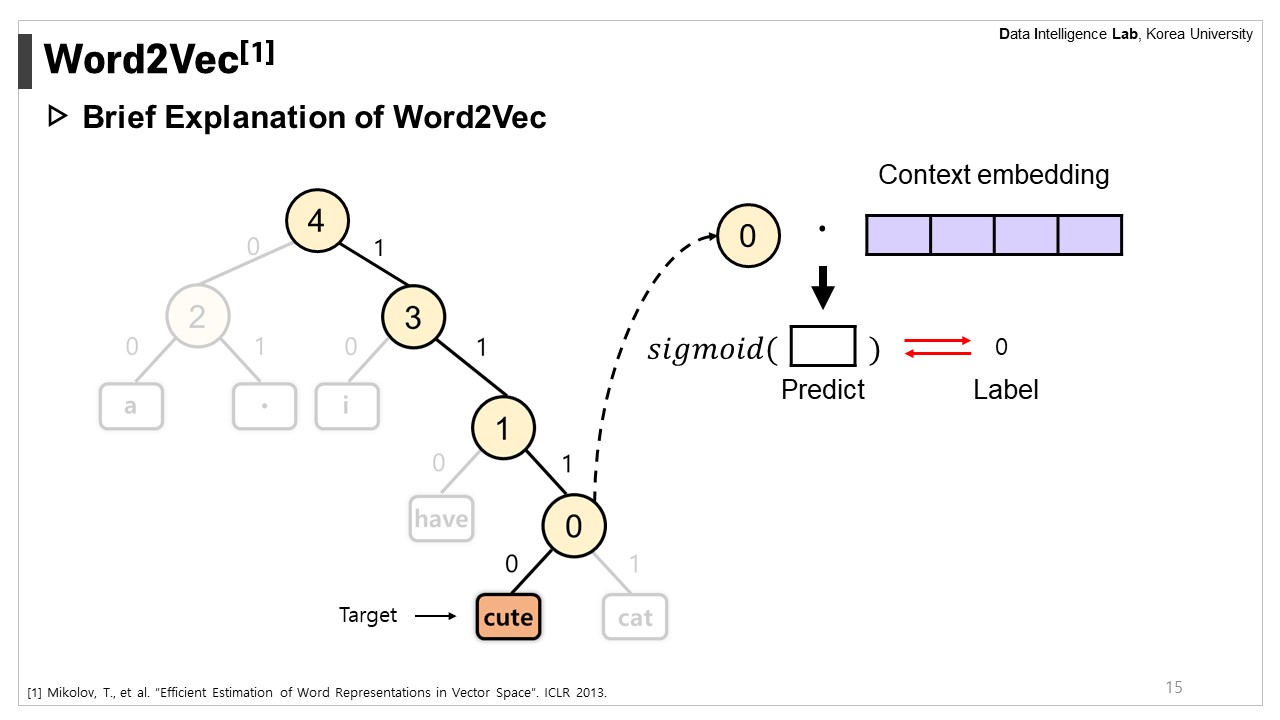 Data Intelligence Lab, Korea University
Word2Vec[1]
Brief Explanation of Word2Vec
Context embedding
4
0
1
0
·
2
3
0
1
0
1
sigmoid( )
0
Predict
Label
a
·
i
1
0
1
have
0
0
1
Target
cute
cat
[1] Mikolov, T., et al. "Efficient Estimation of Word Representations in Vector Space". ICLR 2013.
15